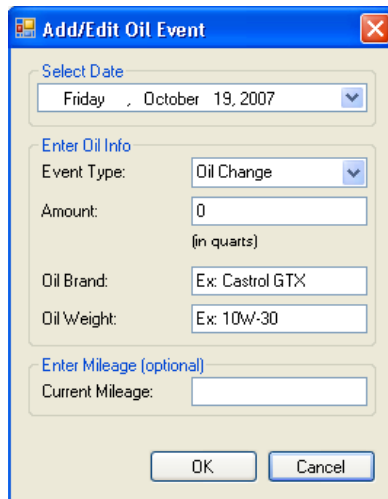 Add/Edit Oil Event
Select Date
Friday , October 19, 2007
Enter Oil Info
Event Type: Oil Change
Amount: 0
(in quarts)
Oil Brand: Ex: Castrol GTX
Oil Weight: Ex: 10W-30
Enter Mileage (optional)
Current Mileage:
OK Cancel